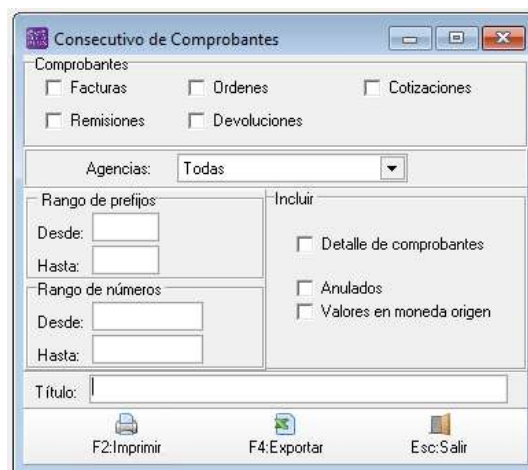 Consecutivo de Comprobantes
Comprobantes
Facturas Ordenes Cotizaciones
Remisiones Devoluciones
Agencias: Todas
Rango de prefijos
Desde:
Hasta:
Incluir
Detalle de comprobantes
Anulados
Valores en moneda origen
Rango de números
Desde:
Hasta:
Título:
F2:Imprimir F4:Exportar Esc:Salir